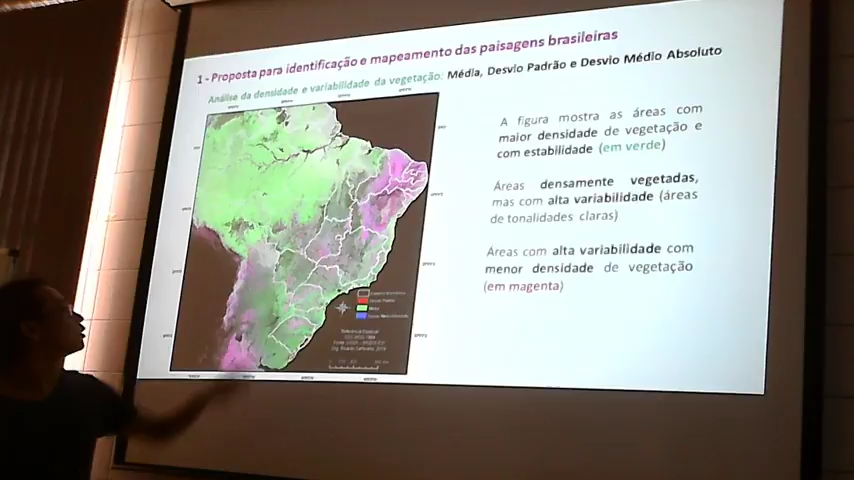 1 - Proposta para identificação e mapeamento das paisagens brasileiras
Análise da densidade e variabilidade da vegetação: Média, Desvio Padrão e Desvio Médio Absoluto
A figura mostra as áreas com
maior densidade de vegetação e
com estabilidade (em verde)
Áreas densamente vegetadas,
mas com alta variabilidade (áreas
de tonalidades claras)
Áreas com alta variabilidade com
menor densidade de vegetação
(em magenta)